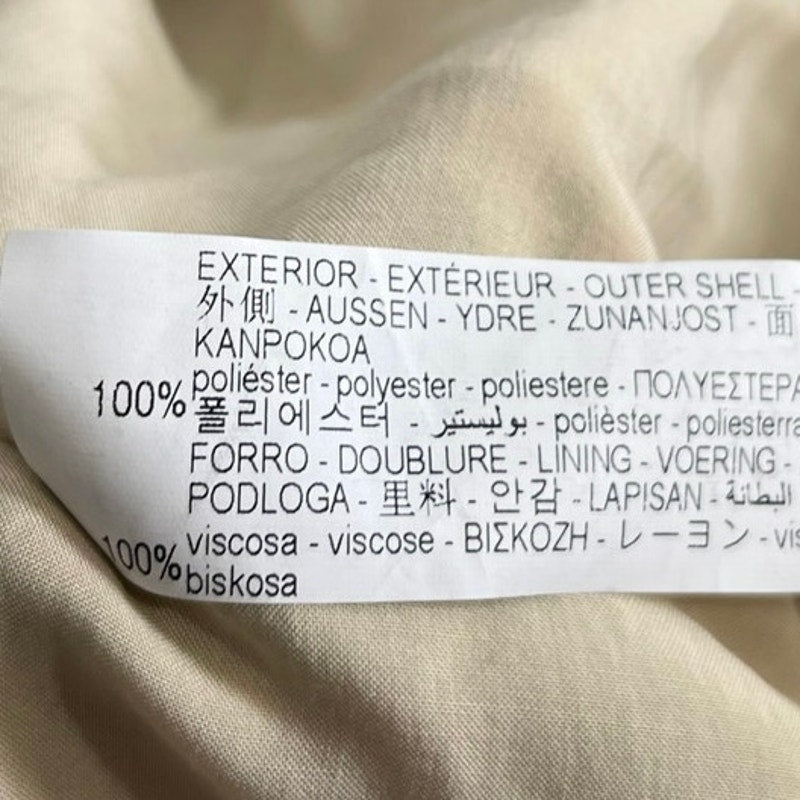 EXTERIOR - EXTÉRIEUR - OUTER SHELL -
外側 - AUSSEN - YDRE - ZUNANJOST - 面
KANPOKOA
100% poliéster - polyester - poliestere - ΠΟΛΥΕΣΤΕΡΑ
폴리에스터 - بوليستير - polièster - poliesterra
FORRO - DOUBLURE - LINING - VOERING -
PODLOGA - 里料 - 안감 - LAPISAN - البطانة
100% viscosa - viscose - ΒΙΣΚΟΖΗ - レーヨン - vis
biskosa